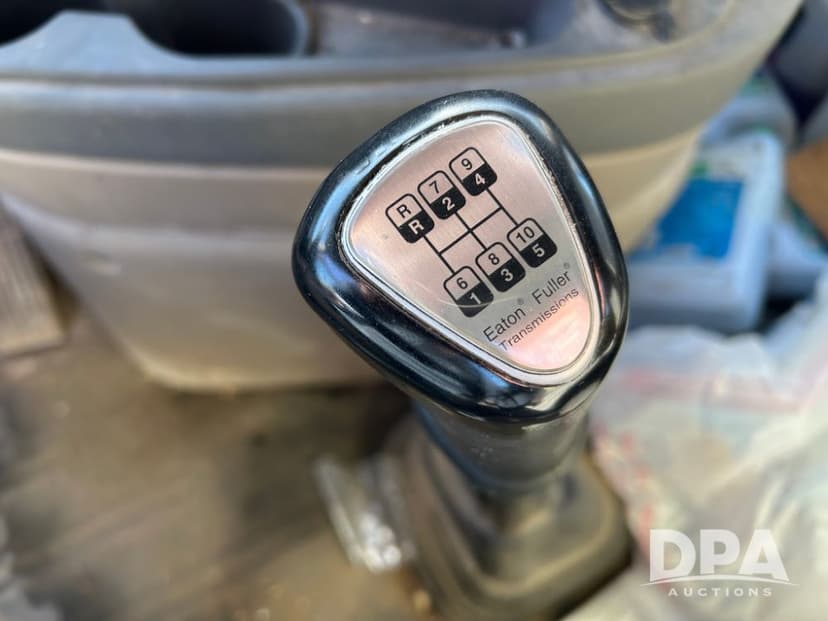 R 7 9
R 2 4
6 8 10
1 3 5
Eaton® Fuller®
Transmissions
DPA
AUCTIONS